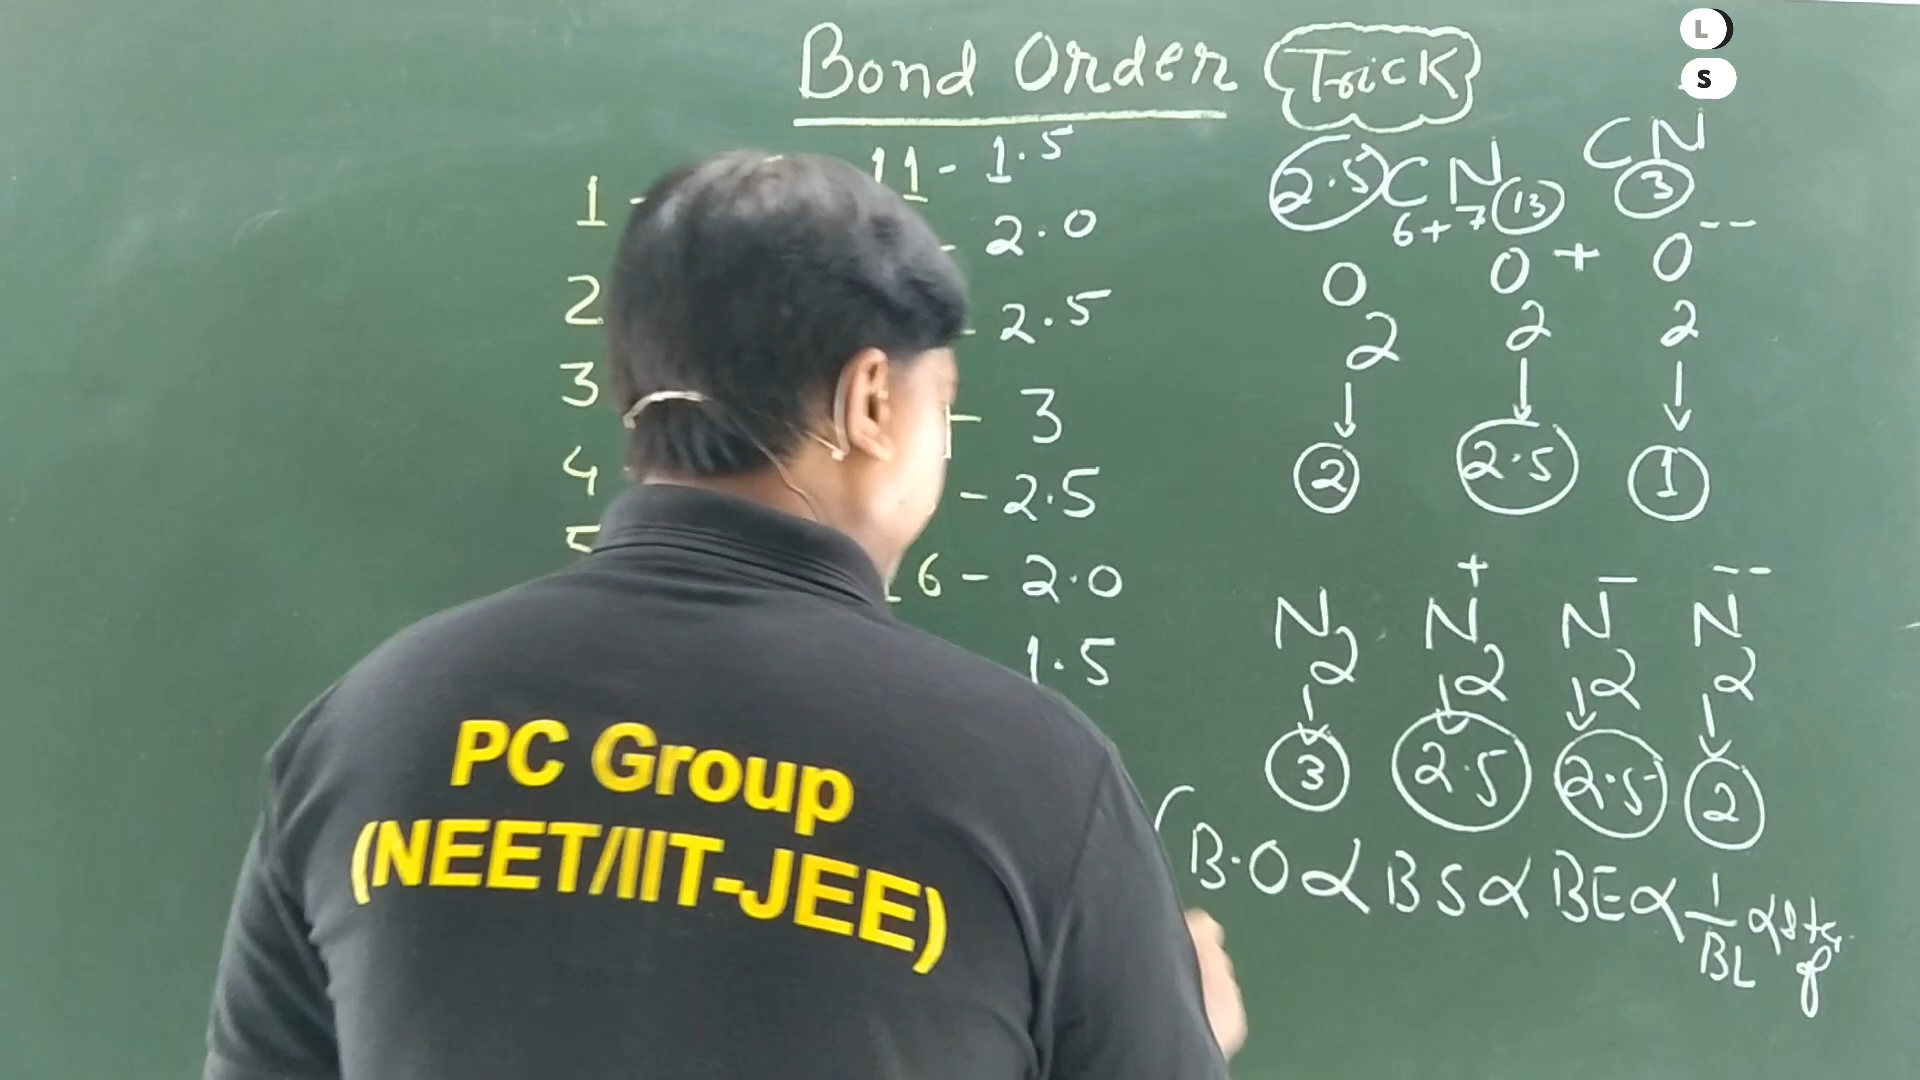 L
S
Bond Order Trick
1 -
2
3
4
5
11 - 1.5
- 2.0
- 2.5
- 3
- 2.5
16 - 2.0
1.5
2.5 CN 13 CN⁻ 3
6+7
O2 O2+ O2--
2 2.5 1
N2 N2+ N2- N2--
3 2.5 2.5 2
(B.O α BS α BE α 1/BL α
PC Group
(NEET/IIT-JEE)